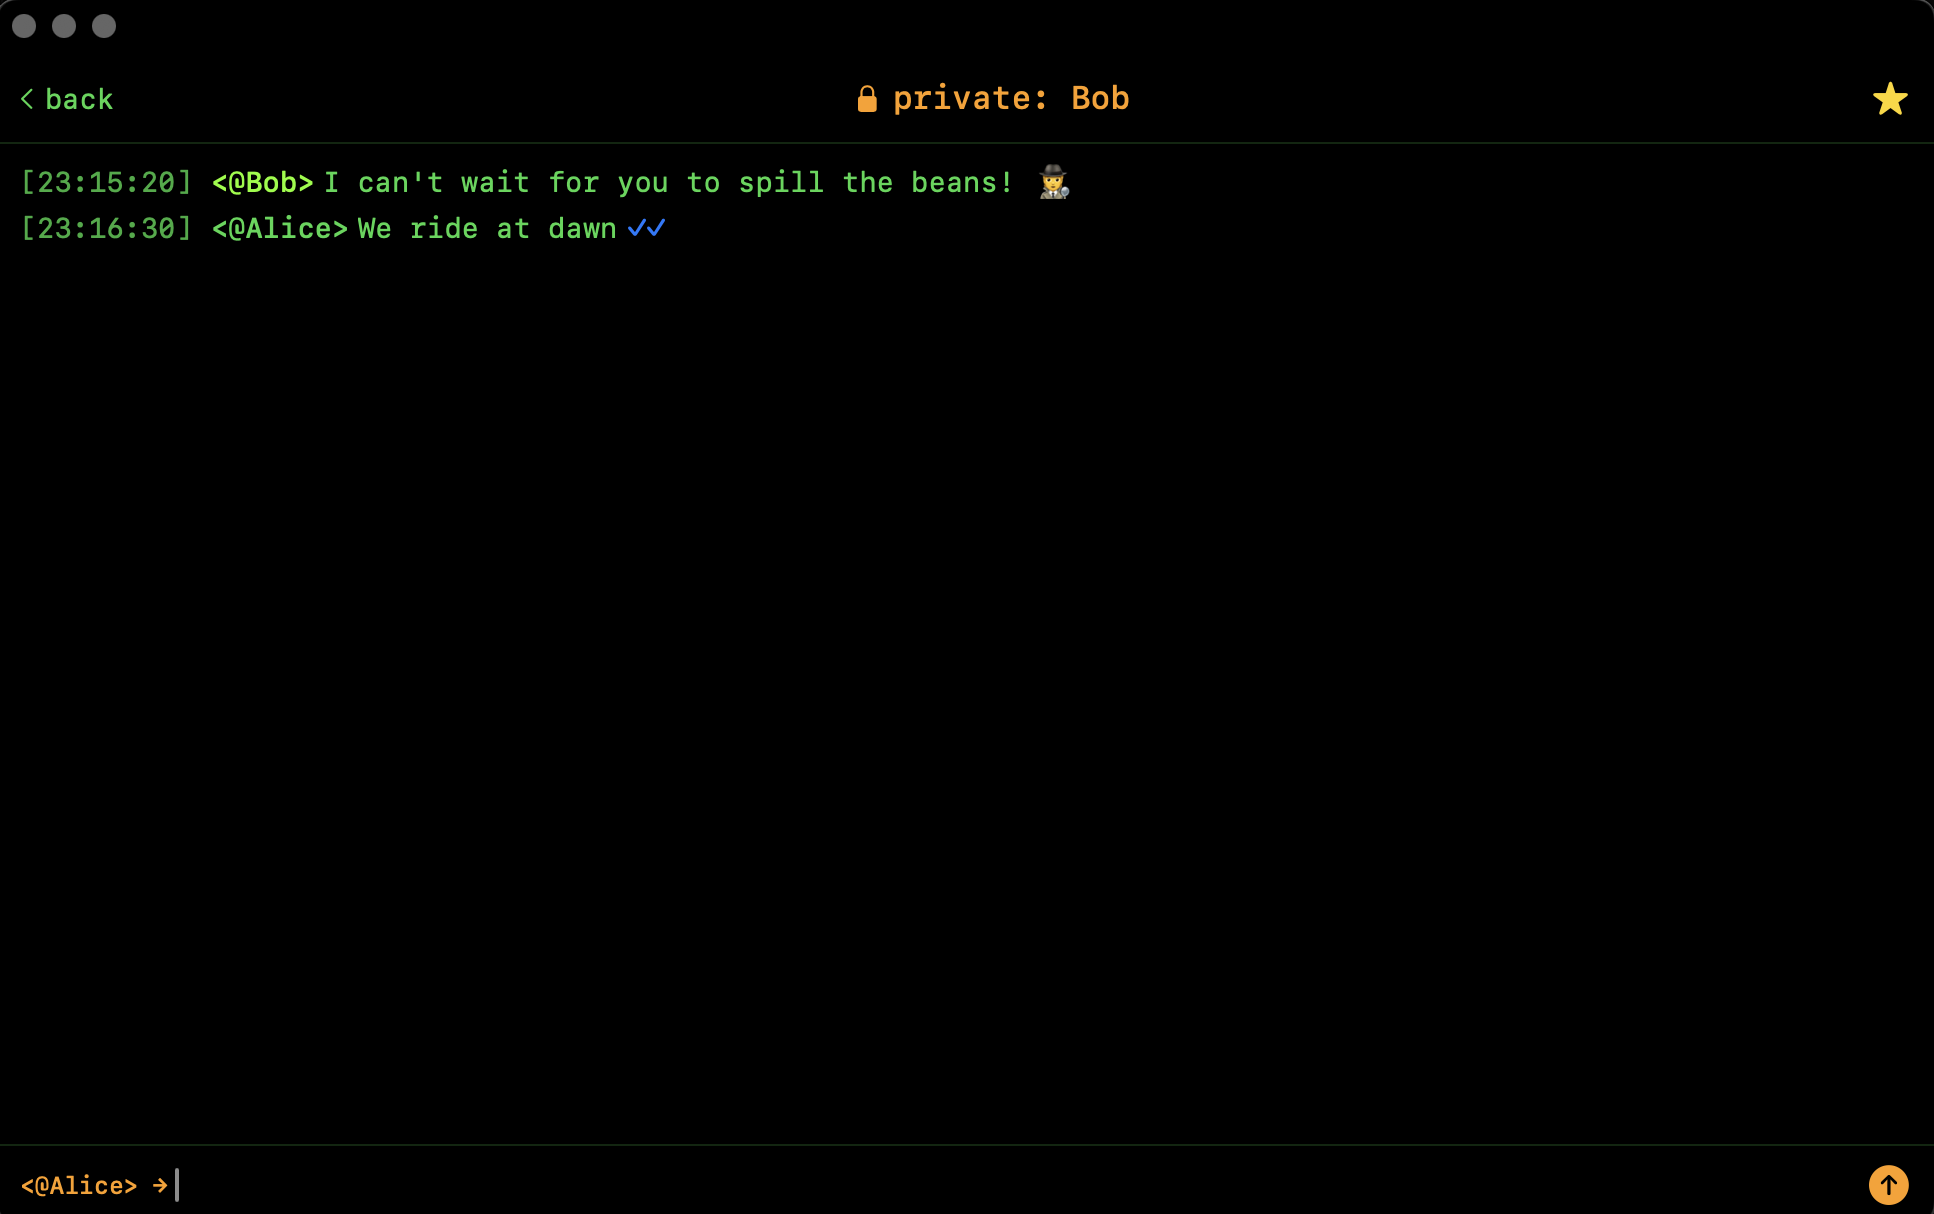 back
private: Bob
[23:15:20] <@Bob> I can't wait for you to spill the beans! 🕵️
[23:16:30] <@Alice> We ride at dawn
<@Alice> →